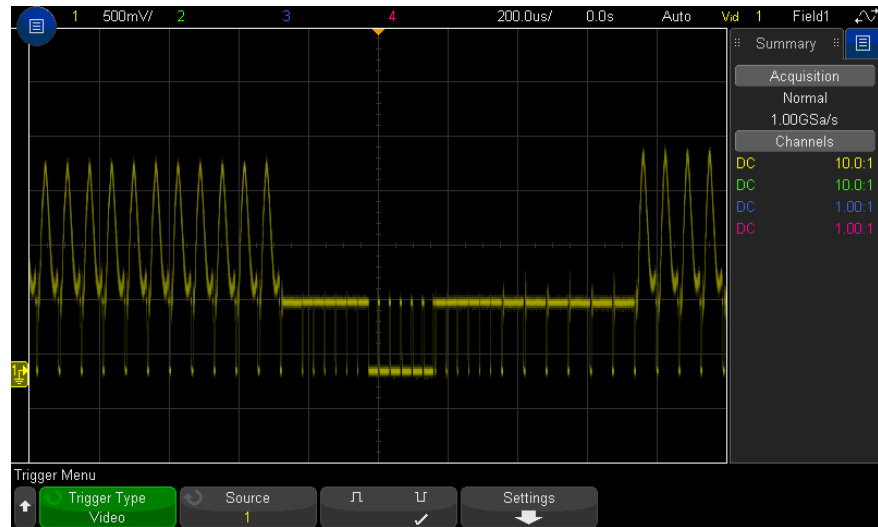 1 500mV/ 2 3 4 200.0us/ 0.0s Auto Vid 1 Field1
Summary
Acquisition
Normal
1.00GSa/s
Channels
DC 10.0:1
DC 10.0:1
DC 1.00:1
DC 1.00:1
1
Trigger Menu
Trigger Type Source Settings
Video 1